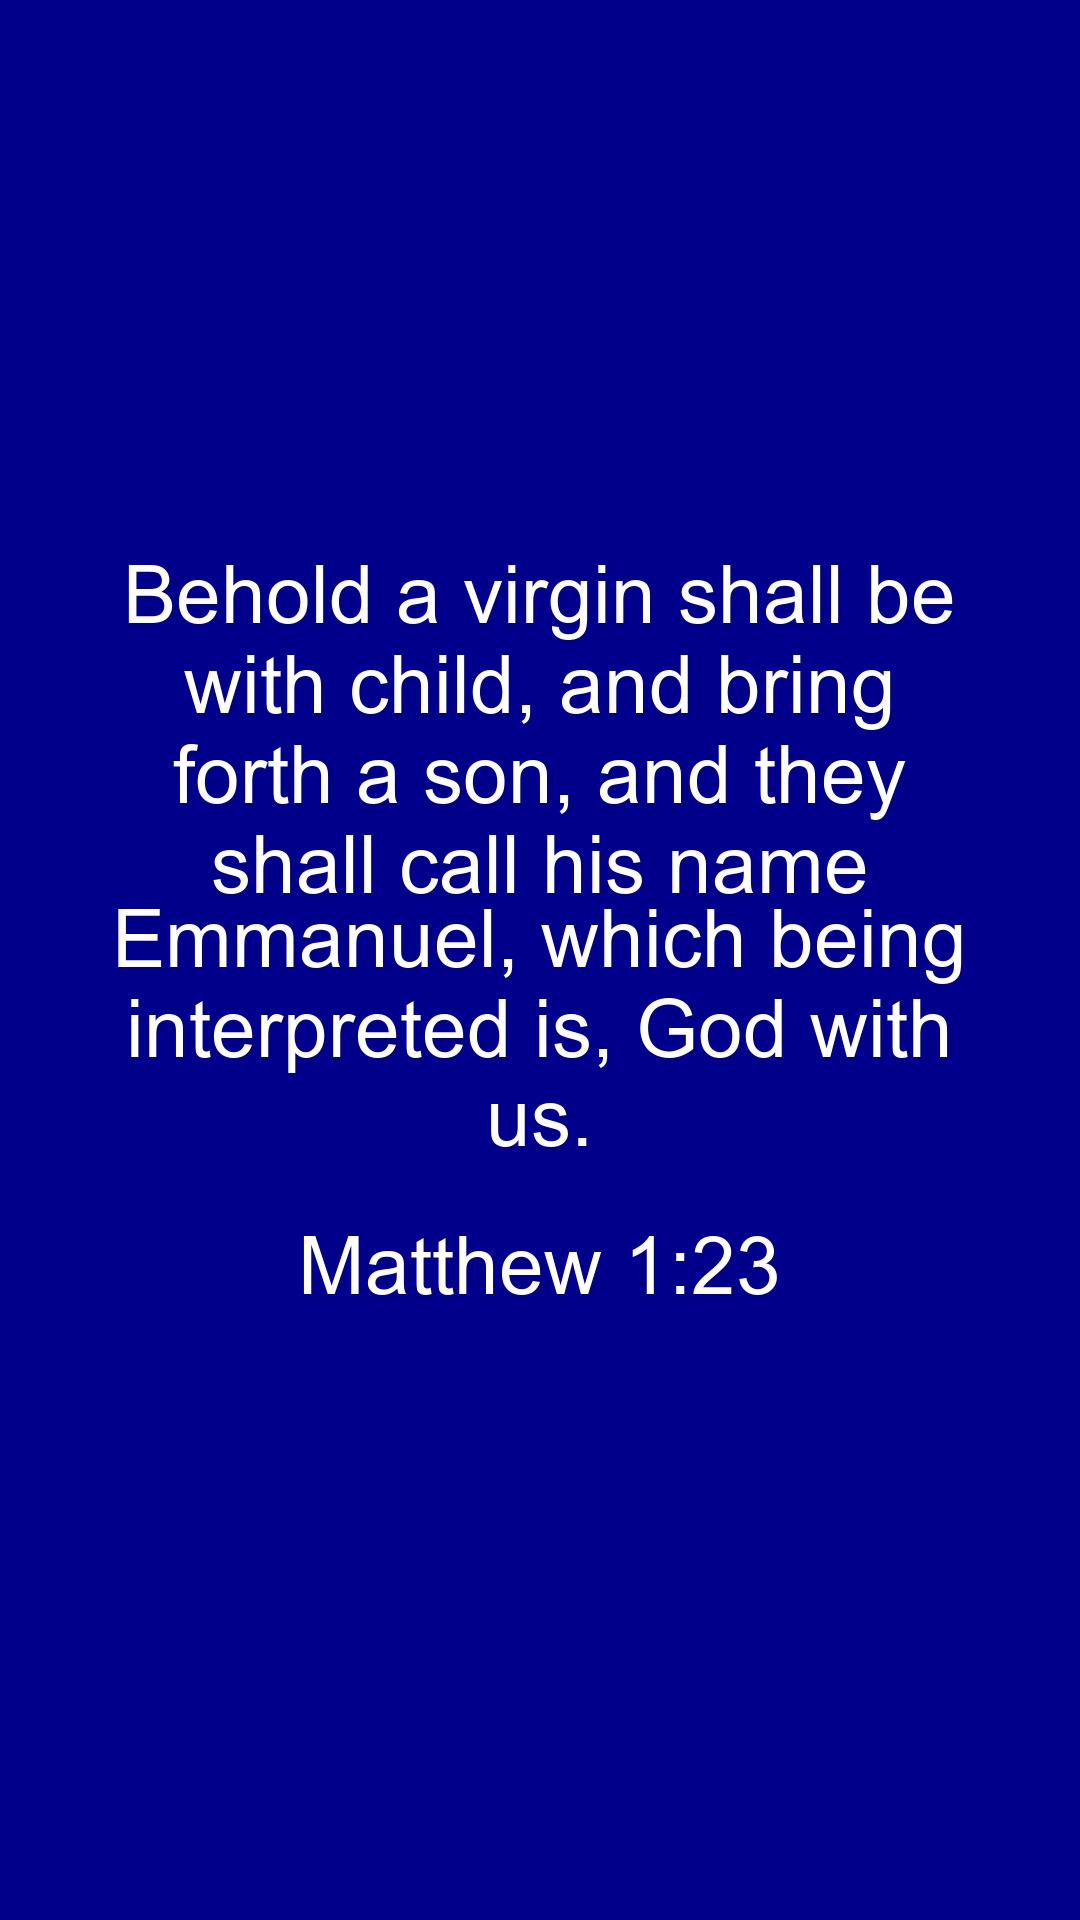 Behold a virgin shall be
with child, and bring
forth a son, and they
shall call his name
Emmanuel, which being
interpreted is, God with
us.
Matthew 1:23